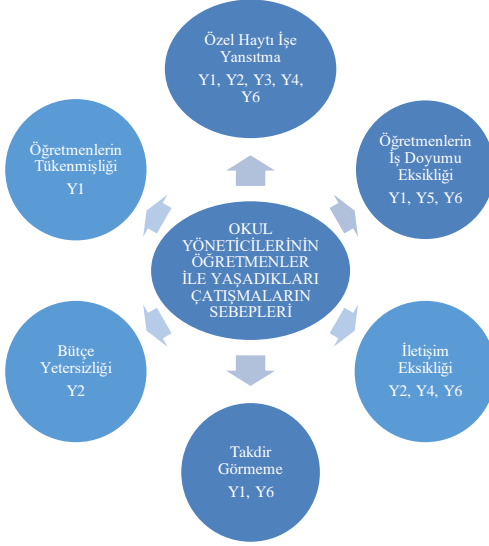 Özel Haytı İşe
Yansıtma
Y1, Y2, Y3, Y4,
Y6
Öğretmenlerin
Tükenmişliği
Y1
Öğretmenlerin
İş Doyumu
Eksikliği
Y1, Y5, Y6
OKUL
YÖNETİCİLERİNİN
ÖĞRETMENLER
İLE YAŞADIKLARI
ÇATIŞMALARIN
SEBEPLERİ
Bütçe
Yetersizliği
Y2
İletişim
Eksikliği
Y2, Y4, Y6
Takdir
Görmeme
Y1, Y6